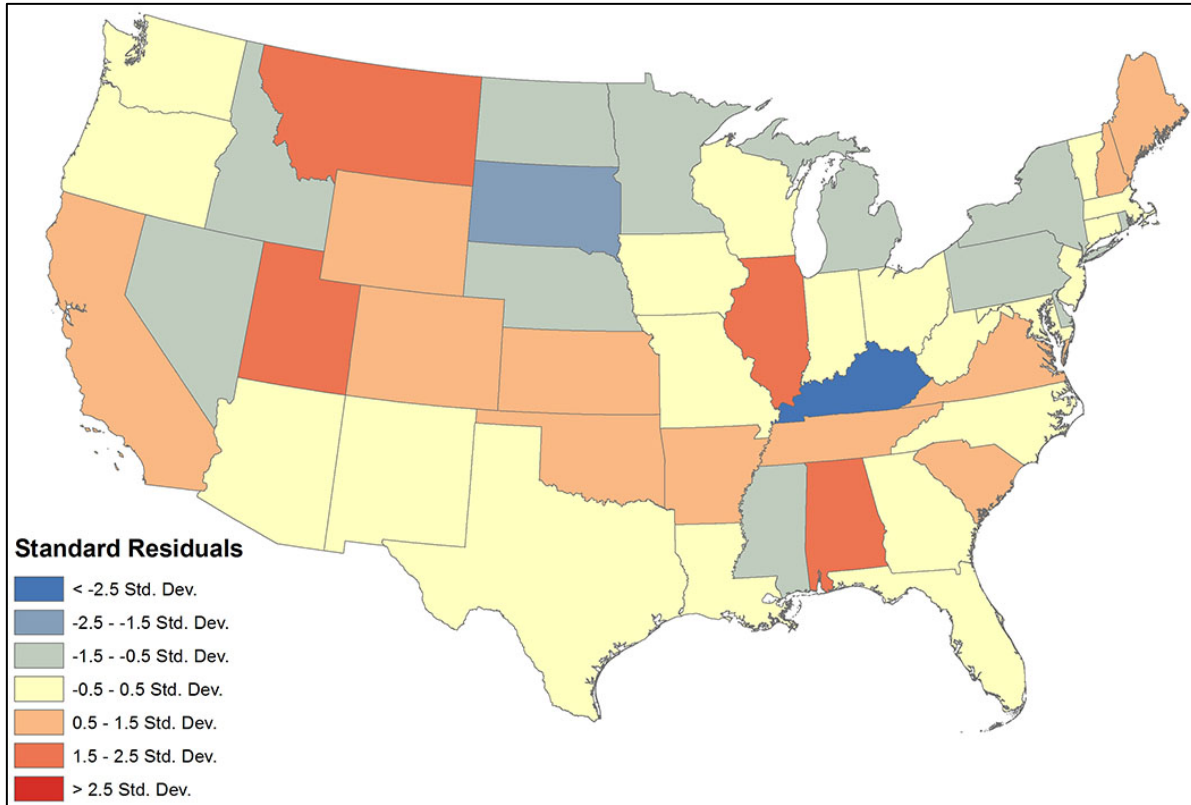 Standard Residuals
< -2.5 Std. Dev.
-2.5 - -1.5 Std. Dev.
-1.5 - -0.5 Std. Dev.
-0.5 - 0.5 Std. Dev.
0.5 - 1.5 Std. Dev.
1.5 - 2.5 Std. Dev.
> 2.5 Std. Dev.